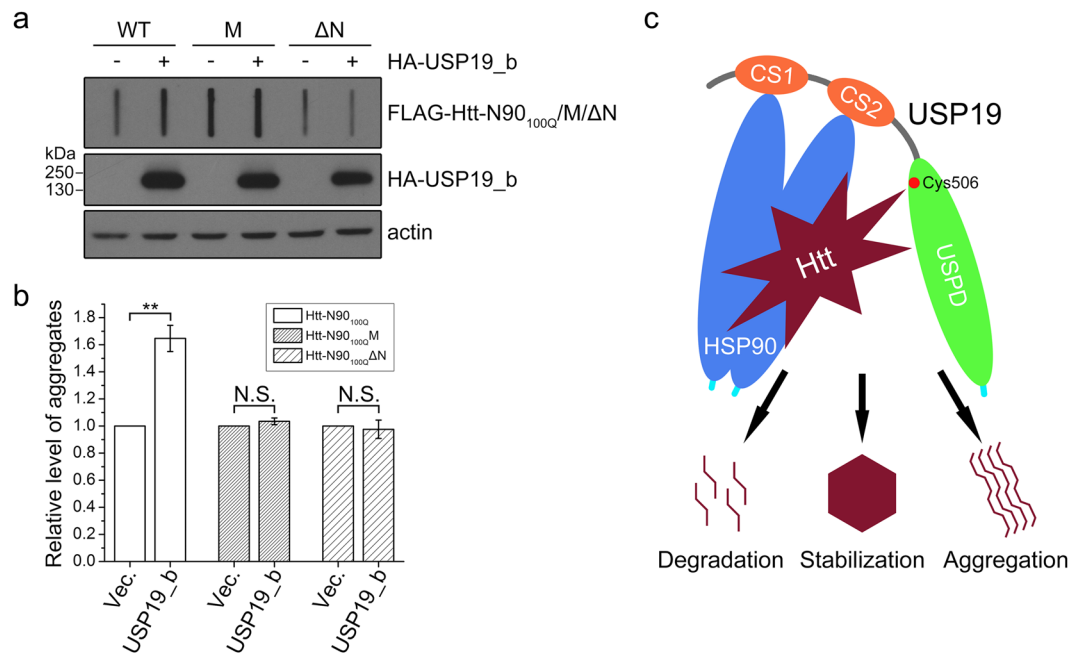 a
WT M ΔN
- + - + - + HA-USP19_b
FLAG-Htt-N90100Q/M/ΔN
kDa
250
130
HA-USP19_b
actin
b
Relative level of aggregates
1.8
1.6
1.4
1.2
1.0
0.8
0.6
0.4
0.2
0.0
**
N.S.
N.S.
Htt-N90100Q
Htt-N90100QM
Htt-N90100QΔN
Vec.
USP19_b
Vec.
USP19_b
Vec.
USP19_b
c
CS1
CS2
USP19
Cys506
Htt
USPD
HSP90
Degradation Stabilization Aggregation